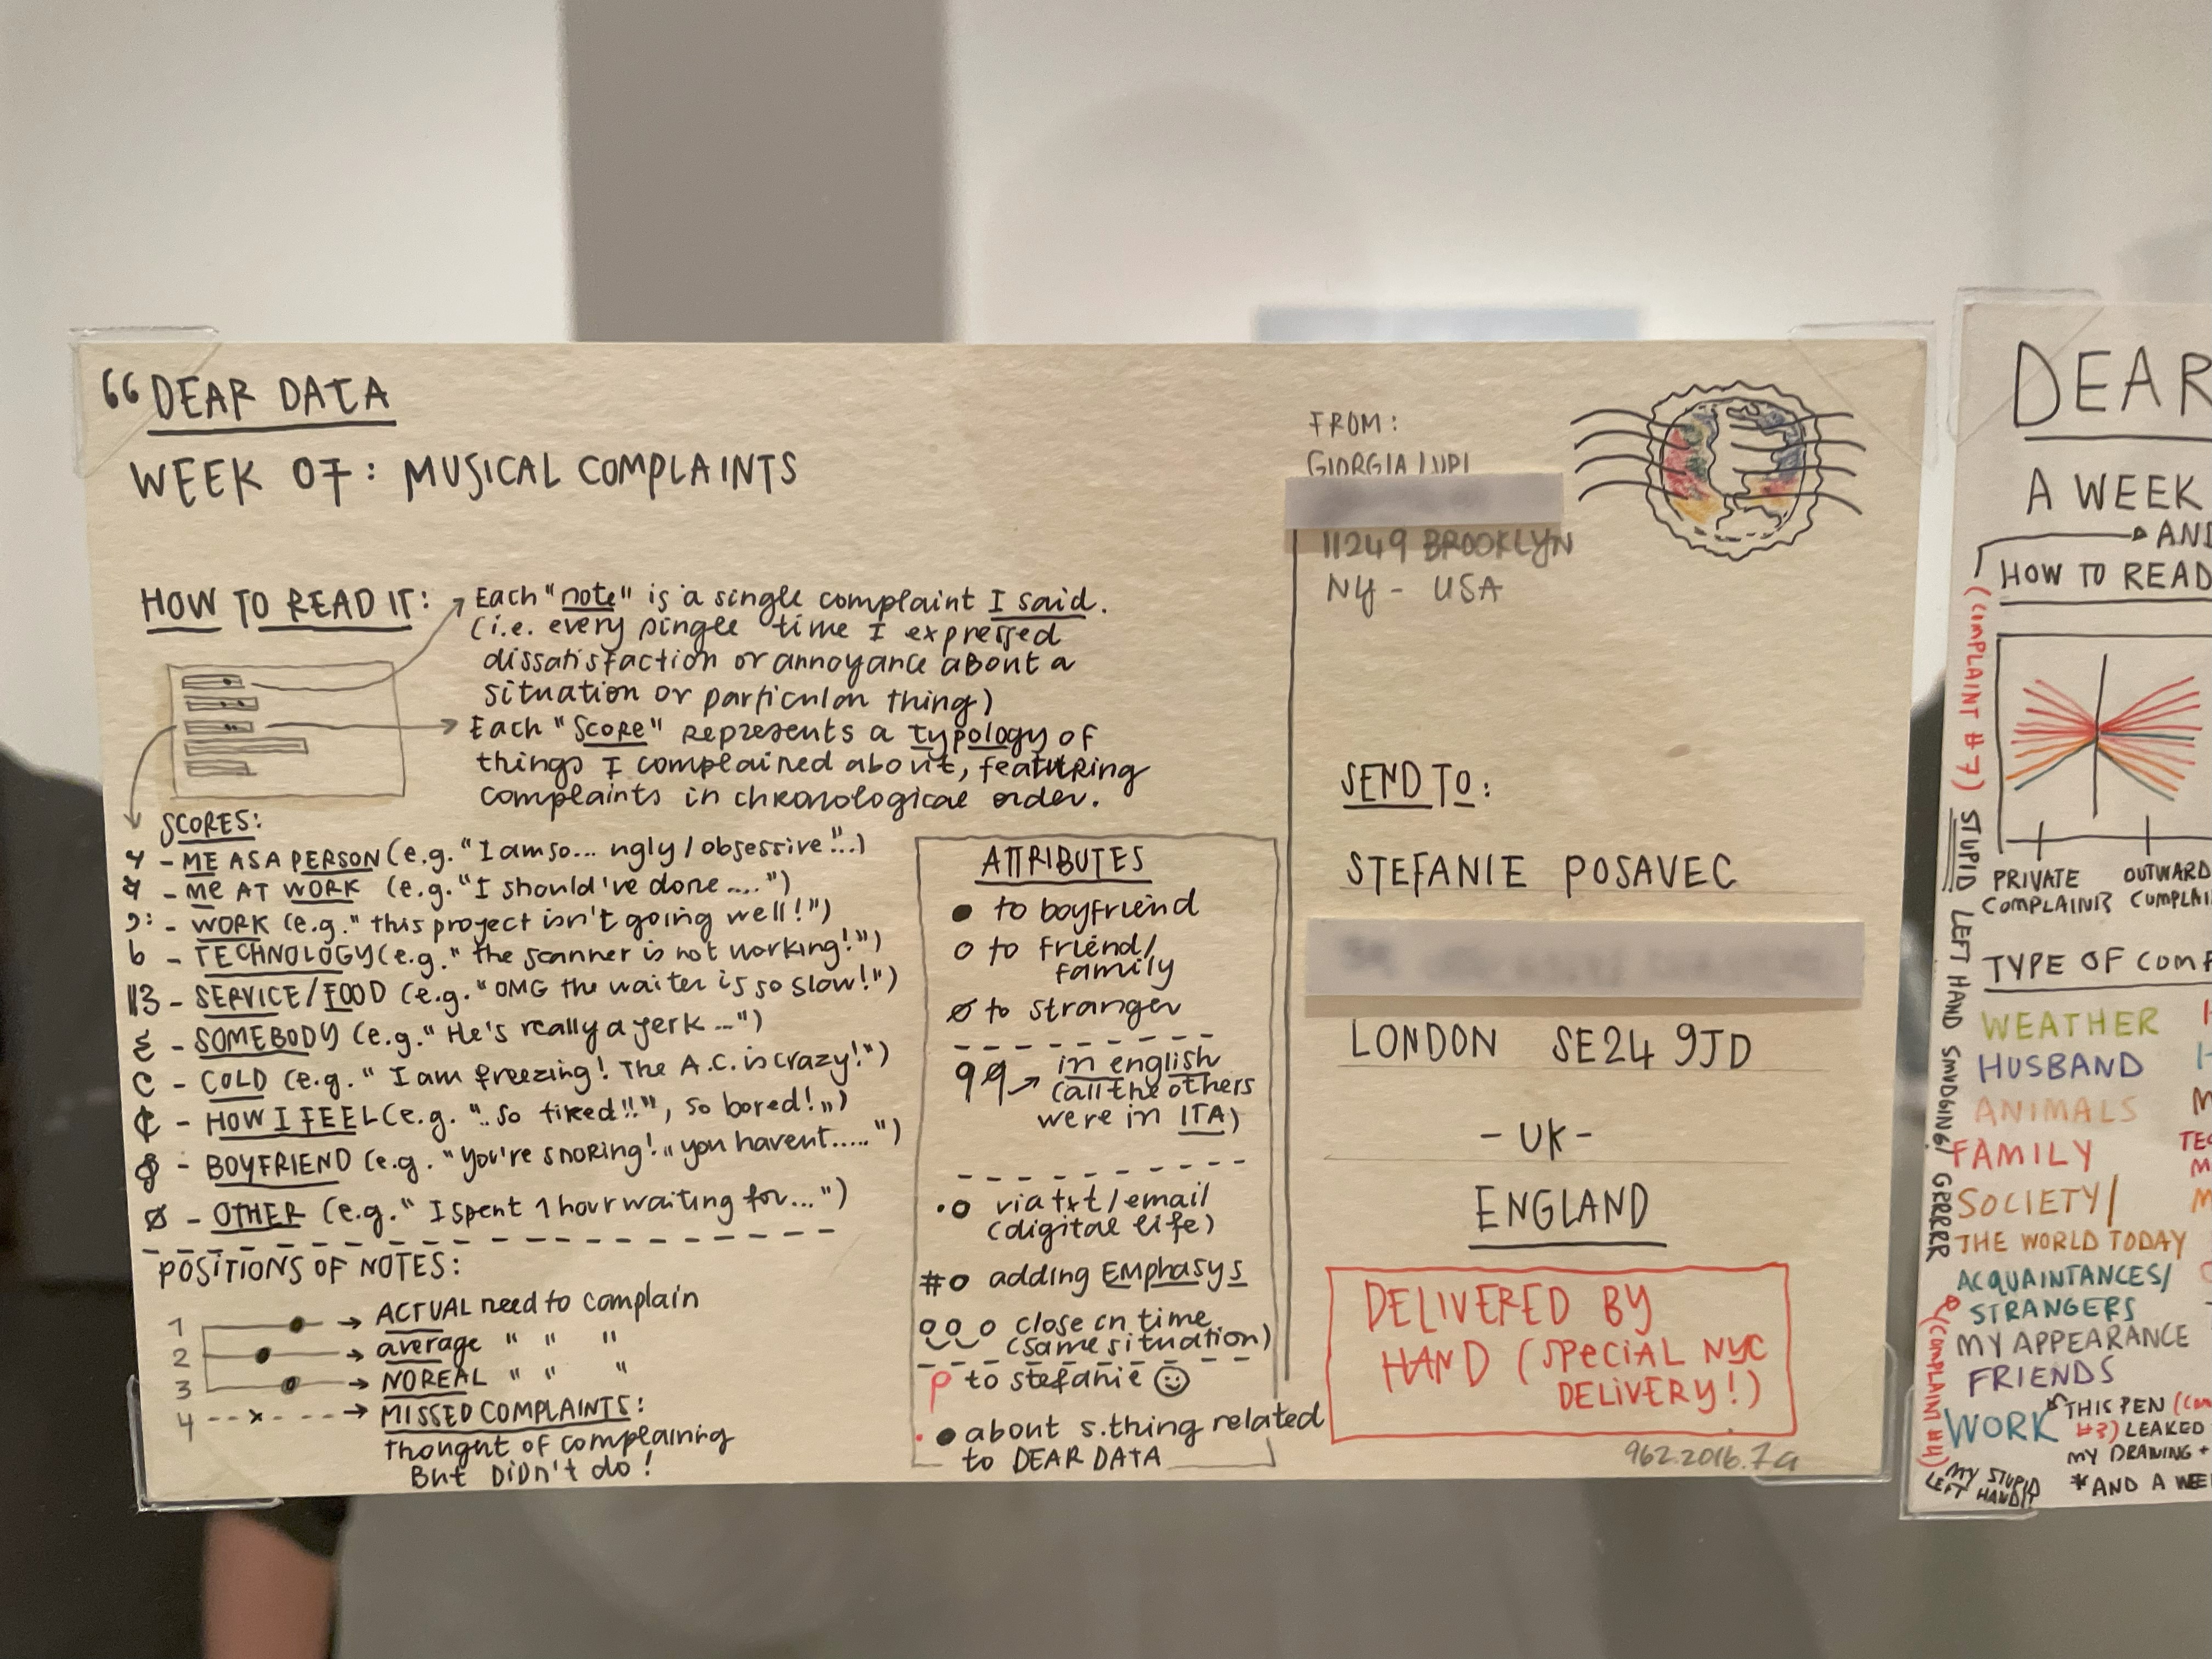 DEAR DATA
WEEK 07: MUSICAL COMPLAINTS
HOW TO READ IT:
Each "note" is a single complaint I said.
(i.e. every single time I expressed
dissatisfaction or annoyance about a
situation or particular thing)
Each "score" represents a typology of
things I complained about, featuring
complaints in chronological order.
SCORES:
- ME AS A PERSON (e.g. "I am so... ugly / obsessive!"...)
- ME AT WORK (e.g. "I should've done....")
- WORK (e.g. "this project isn't going well!")
- TECHNOLOGY (e.g. "the scanner is not working!")
- SERVICE/FOOD (e.g. "OMG the waiter is so slow!")
- SOMEBODY (e.g. "He's really a jerk...")
- COLD (e.g. "I am freezing! The A.C. is crazy!")
- HOW I FEEL (e.g. "..so tired!!", so bored!")
- BOYFRIEND (e.g. "You're snoring!" "you havent.....")
- OTHER (e.g. "I spent 1 hour waiting for...")
POSITIONS OF NOTES:
1 → ACTUAL need to complain
2 → average " " "
3 → NO REAL " " "
4 --x--- → MISSED COMPLAINTS:
thought of complaining
BUT DIDN'T do!
ATTRIBUTES
to boyfriend
to friend/
family
to stranger
in english
(all the others
were in ITA)
via txt/email
(digital life)
# adding EMPHASYS
close in time
(same situation)
to stefanie
about s.thing related
to DEAR DATA
FROM:
GIORGIA LUPI
11249 BROOKLYN
NY - USA
SEND TO:
STEFANIE POSAVEC
LONDON SE24 9JD
- UK -
ENGLAND
DELIVERED BY
HAND (SPECIAL NYC
DELIVERY!)
962.2016.7a
DEAR
A WEEK
AND
HOW TO READ
(COMPLAINT #7) STUPID LEFT HAND SMUDGING! GRRRRR
PRIVATE
COMPLAINT?
OUTWARD
TYPE OF
WEATHER
HUSBAND
ANIMALS
FAMILY
SOCIETY/
THE WORLD TODAY
ACQUAINTANCES/
STRANGERS
MY APPEARANCE
FRIENDS
WORK
THIS PEN
#3) LEAKED
MY DRAWING +
* AND A
(COMPLAINT #4)
MY STUPID
LEFT HAND!!